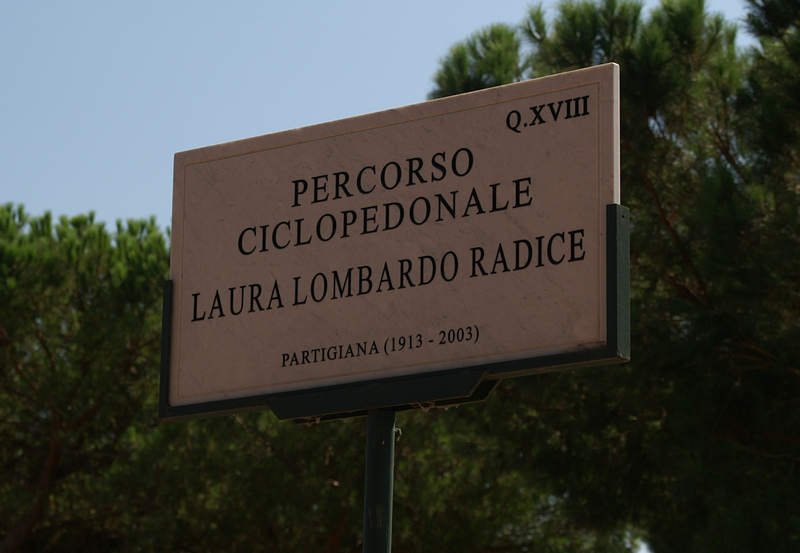 Q.XVIII
PERCORSO
CICLOPEDONALE
LAURA LOMBARDO RADICE
PARTIGIANA (1913 - 2003)